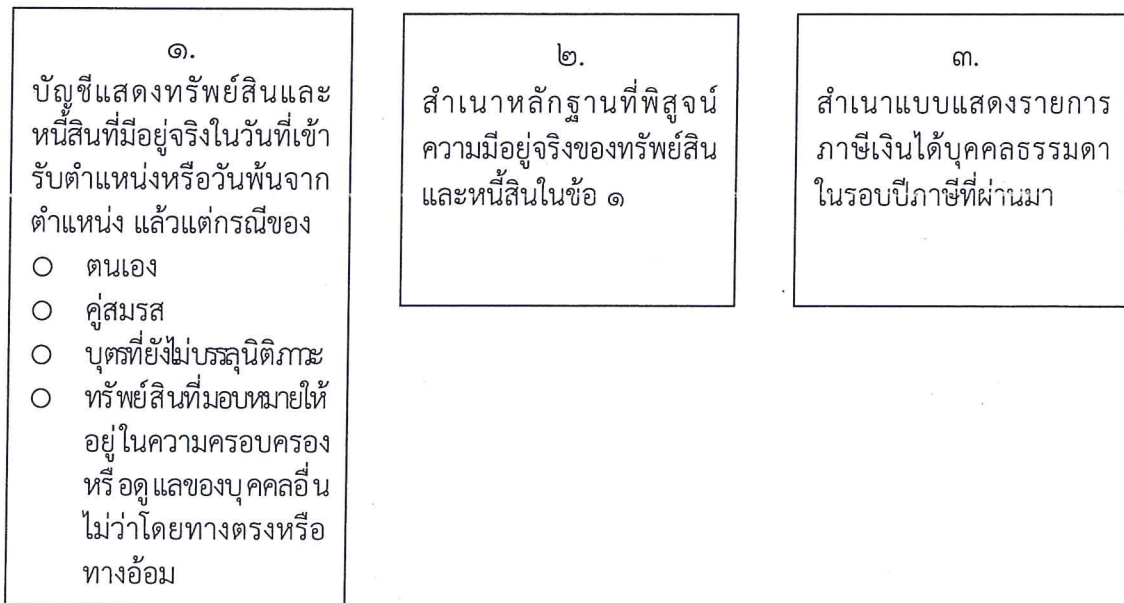 ๑.
บัญชีแสดงทรัพย์สินและ
หนี้สินที่มีอยู่จริงในวันที่เข้า
รับตำแหน่งหรือวันพ้นจาก
ตำแหน่ง แล้วแต่กรณีของ
○ ตนเอง
○ คู่สมรส
○ บุตรที่ยังไม่บรรลุนิติภาวะ
○ ทรัพย์สินที่มอบหมายให้
อยู่ในความครอบครอง
หรือดูแลของบุคคลอื่น
ไม่ว่าโดยทางตรงหรือ
ทางอ้อม
๒.
สำเนาหลักฐานที่พิสูจน์
ความมีอยู่จริงของทรัพย์สิน
และหนี้สินในข้อ ๑
๓.
สำเนาแบบแสดงรายการ
ภาษีเงินได้บุคคลธรรมดา
ในรอบปีภาษีที่ผ่านมา